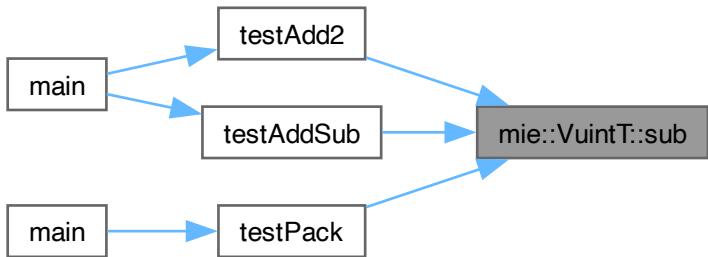 testAdd2
main
testAddSub
mie::VuintT::sub
main
testPack